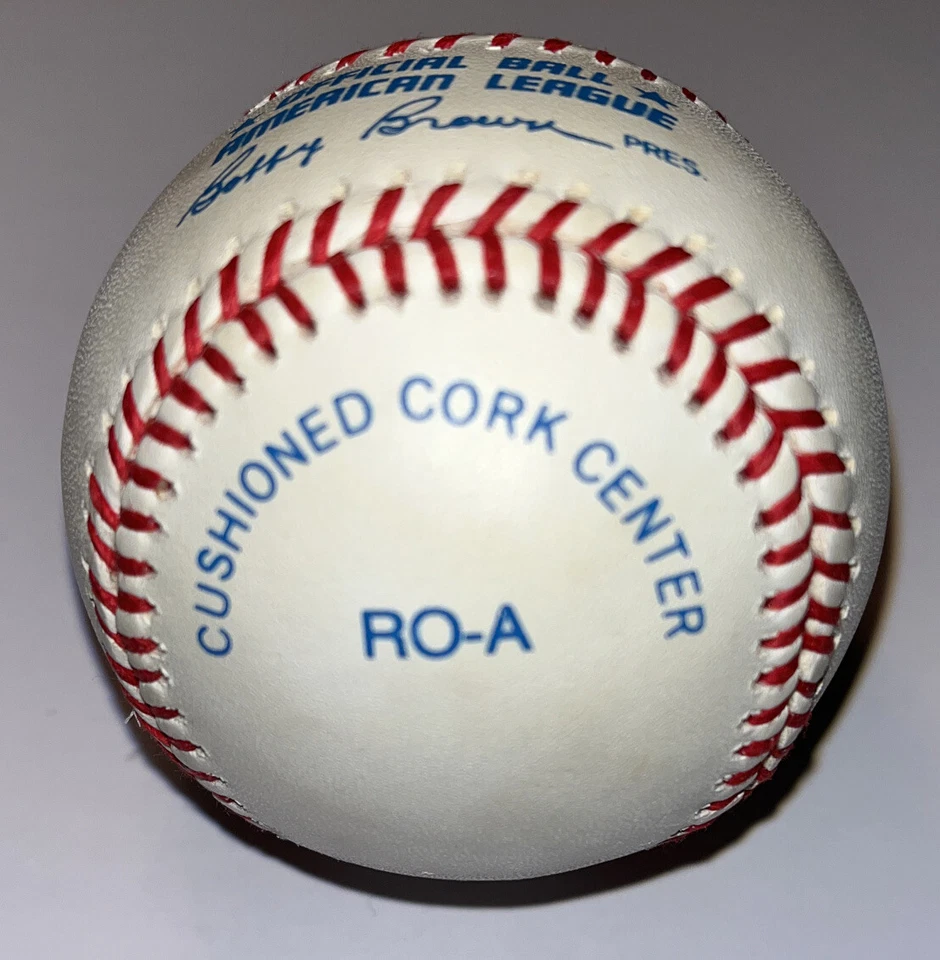 OFFICIAL BALL
AMERICAN LEAGUE
Bobby Brown PRES.
CUSHIONED CORK CENTER
RO-A